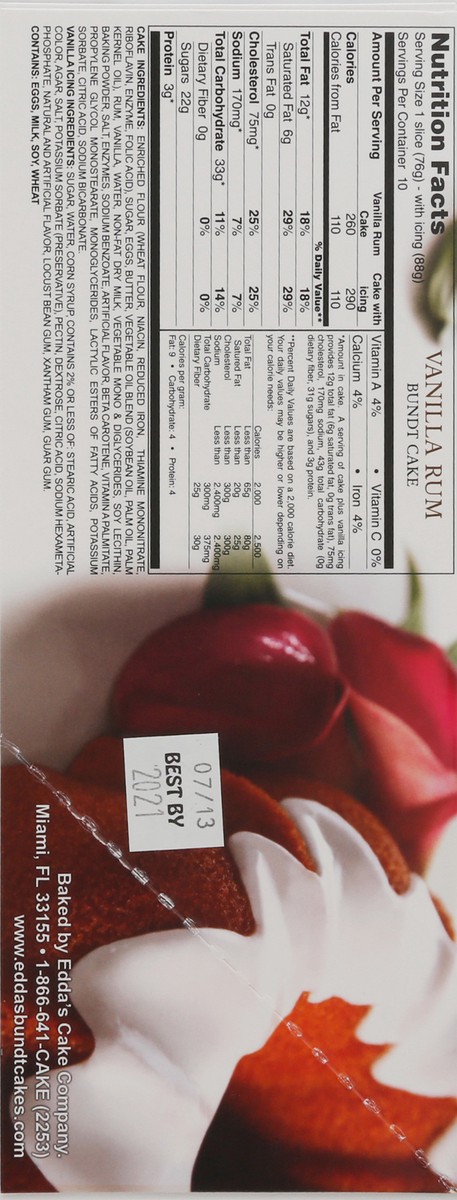 Nutrition Facts
Serving Size 1 slice (76g) - with icing (88g)
Servings Per Container 10
Amount Per Serving Vanilla Rum Cake Cake with Icing
Calories 260 290
Calories from Fat 110 110
% Daily Value**
Total Fat 12g* 18% 18%
Saturated Fat 6g 29% 29%
Trans Fat 0g
Cholesterol 75mg* 25% 25%
Sodium 170mg* 7% 7%
Total Carbohydrate 33g* 11% 14%
Dietary Fiber 0g 0% 0%
Sugars 22g
Protein 3g*
VANILLA RUM
BUNDT CAKE
Vitamin A 4% • Vitamin C 0%
Calcium 4% • Iron 4%
*Amount in cake. A serving of cake plus vanilla icing
provides 12g total fat (6g saturated fat, 0g trans fat), 75mg
cholesterol, 170mg sodium, 43g total carbohydrate (0g
dietary fiber, 31g sugars), and 3g protein.
**Percent Daily Values are based on a 2,000 calorie diet.
Your daily values may be higher or lower depending on
your calorie needs:
Calories 2,000 2,500
Total Fat Less than 65g 80g
Satured Fat Less than 20g 25g
Cholesterol Less than 300g 300g
Sodium Less than 2,400mg 2,400mg
Total Carbohydrate 300mg 375mg
Dietary Fiber 25g 30g
Calories per gram:
Fat: 9 • Carbohydrate: 4 • Protein: 4
CAKE INGREDIENTS: ENRICHED FLOUR (WHEAT FLOUR, NIACIN, REDUCED IRON, THIAMINE MONONITRATE,
RIBOFLAVIN, ENZYME, FOLIC ACID), SUGAR, EGGS, BUTTER, VEGETABLE OIL BLEND (SOYBEAN OIL, PALM OIL, PALM
KERNEL OIL), RUM, VANILLA, WATER, NON-FAT DRY MILK, VEGETABLE MONO & DIGLYCERIDES, SOY LECITHIN,
BAKING POWDER, SALT, ENZYMES, SODIUM BENZOATE, ARTIFICIAL FLAVOR, BETA CAROTENE, VITAMIN A PALMITATE,
PROPYLENE GLYCOL MONOSTEARATE, MONOGLYCERIDES, LACTYLIC ESTERS OF FATTY ACIDS, POTASSIUM
SORBATE, CITRIC ACID, SODIUM BICARBONATE
VANILLA ICING INGREDIENTS: SUGAR, WATER, CORN SYRUP, CONTAINS 2% OR LESS OF: STEARIC ACID, ARTIFICIAL
COLOR, AGAR, SALT, POTASSIUM SORBATE (PRESERVATIVE), PECTIN, DEXTROSE, CITRIC ACID, SODIUM HEXAMETA-
PHOSPHATE, NATURAL AND ARTIFICIAL FLAVOR, LOCUST BEAN GUM, XANTHAM GUM, GUAR GUM.
CONTAINS: EGGS, MILK, SOY, WHEAT
07/13
BEST BY
2021
Baked by Edda's Cake Company.
Miami, FL 33155 • 1-866-641-CAKE (2253)
www.eddasbundtcakes.com